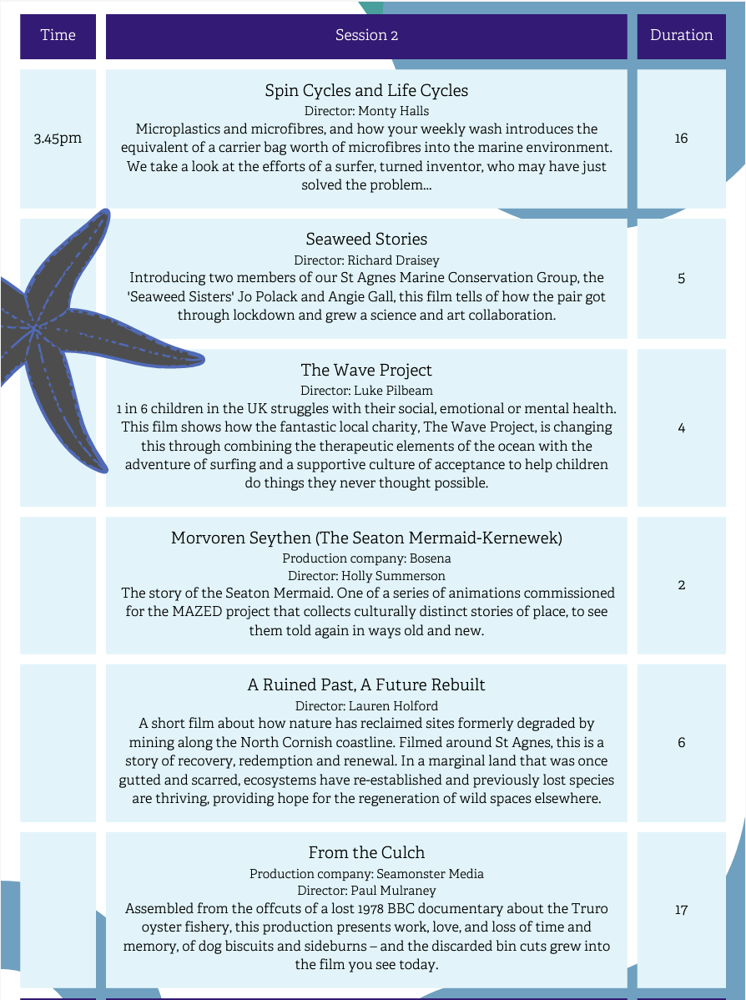 Time
Session 2
Duration
3.45pm
Spin Cycles and Life Cycles
Director: Monty Halls
Microplastics and microfibres, and how your weekly wash introduces the
equivalent of a carrier bag worth of microfibres into the marine environment.
We take a look at the efforts of a surfer, turned inventor, who may have just
solved the problem...
16
Seaweed Stories
Director: Richard Draisey
Introducing two members of our St Agnes Marine Conservation Group, the
'Seaweed Sisters' Jo Polack and Angie Gall, this film tells of how the pair got
through lockdown and grew a science and art collaboration.
5
The Wave Project
Director: Luke Pilbeam
1 in 6 children in the UK struggles with their social, emotional or mental health.
This film shows how the fantastic local charity, The Wave Project, is changing
this through combining the therapeutic elements of the ocean with the
adventure of surfing and a supportive culture of acceptance to help children
do things they never thought possible.
4
Morvoren Seythen (The Seaton Mermaid-Kernewek)
Production company: Bosena
Director: Holly Summerson
The story of the Seaton Mermaid. One of a series of animations commissioned
for the MAZED project that collects culturally distinct stories of place, to see
them told again in ways old and new.
2
A Ruined Past, A Future Rebuilt
Director: Lauren Holford
A short film about how nature has reclaimed sites formerly degraded by
mining along the North Cornish coastline. Filmed around St Agnes, this is a
story of recovery, redemption and renewal. In a marginal land that was once
gutted and scarred, ecosystems have re-established and previously lost species
are thriving, providing hope for the regeneration of wild spaces elsewhere.
6
From the Culch
Production company: Seamonster Media
Director: Paul Mulraney
Assembled from the offcuts of a lost 1978 BBC documentary about the Truro
oyster fishery, this production presents work, love, and loss of time and
memory, of dog biscuits and sideburns – and the discarded bin cuts grew into
the film you see today.
17